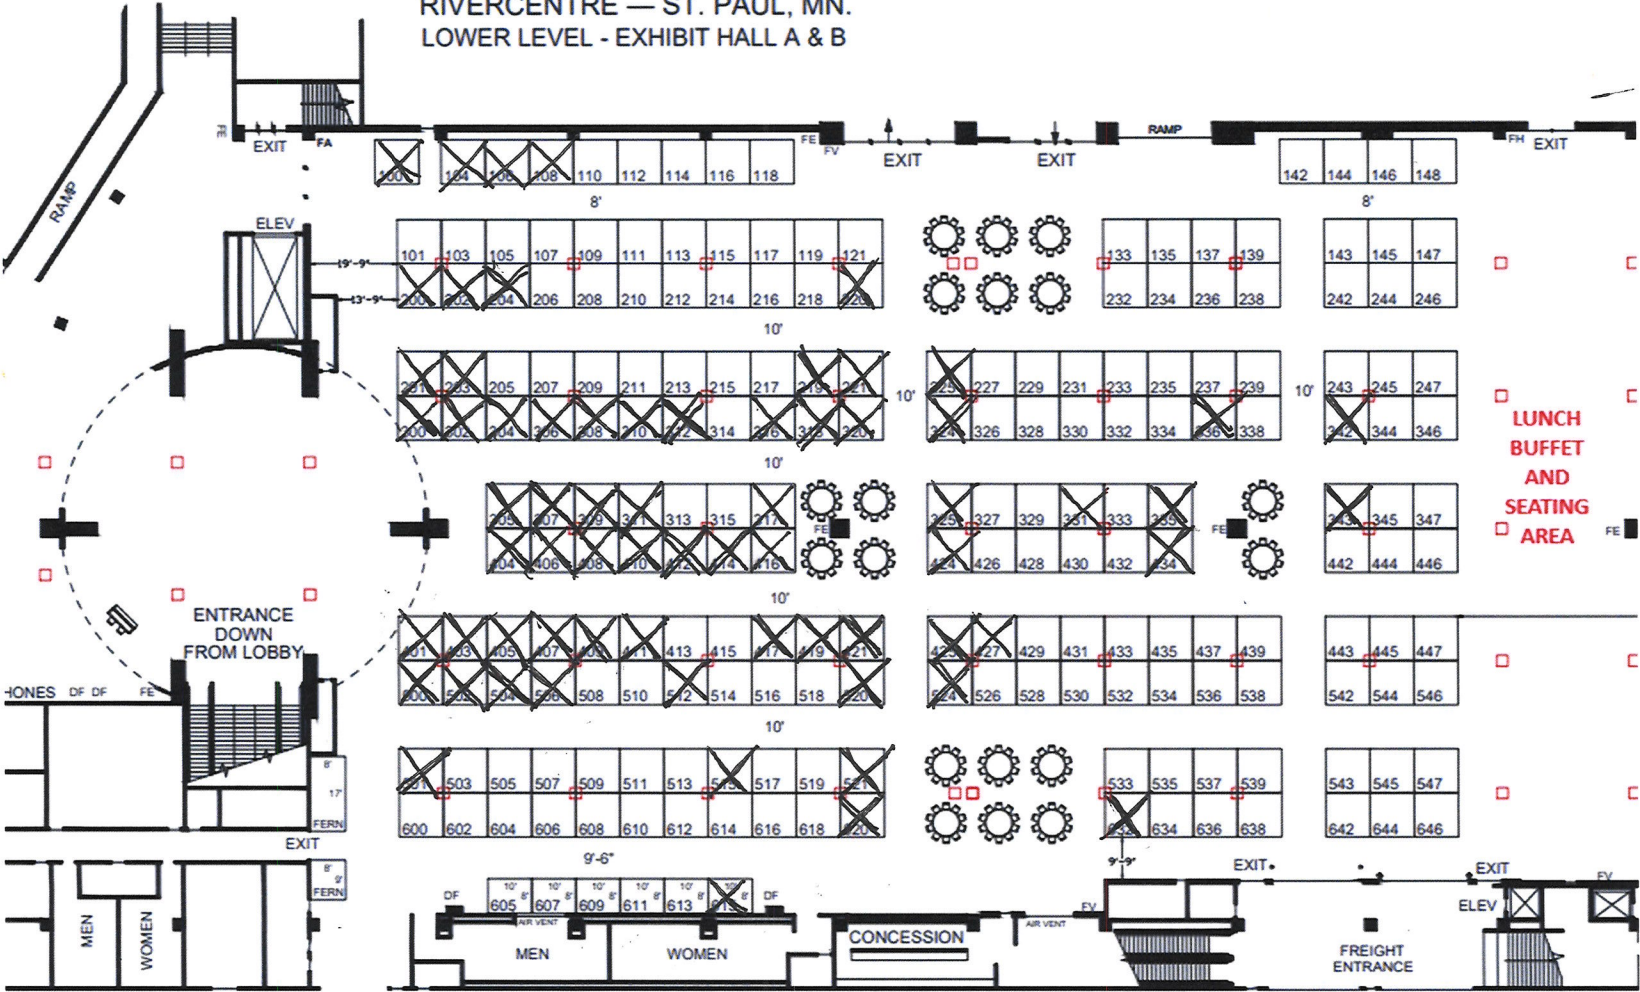 RIVERCENTRE — ST. PAUL, MN.
LOWER LEVEL - EXHIBIT HALL A & B
FE EXIT FA FE FV EXIT EXIT RAMP FH EXIT
RAMP
100 104 106 108 110 112 114 116 118 142 144 146 148
8' 8'
ELEV
101 103 105 107 109 111 113 115 117 119 121 133 135 137 139 143 145 147
19'-9"
200 202 204 206 208 210 212 214 216 218 220 232 234 236 238 242 244 246
13'-9"
10'
201 203 205 207 209 211 213 215 217 219 221 225 227 229 231 233 235 237 239 243 245 247
10' 10'
300 302 304 306 308 310 312 314 316 318 320 324 326 328 330 332 334 336 338 342 344 346
LUNCH
BUFFET
AND
SEATING
AREA
10'
305 307 309 311 313 315 317 FE 325 327 329 331 333 335 FE 343 345 347 FE
404 406 408 410 412 414 416 424 426 428 430 432 434 442 444 446
10'
ENTRANCE
DOWN
FROM LOBBY
401 403 405 407 409 411 413 415 417 419 421 425 427 429 431 433 435 437 439 443 445 447
HONES DF DF FE
500 502 504 506 508 510 512 514 516 518 520 524 526 528 530 532 534 536 538 542 544 546
10'
501 503 505 507 509 511 513 515 517 519 521 533 535 537 539 543 545 547
8'
17'
FERN
600 602 604 606 608 610 612 614 616 618 620 632 634 636 638 642 644 646
EXIT
9'-6"
9'-9"
8'
9'
FERN
EXIT EXIT FV
DF 10' 10' 10' 10' 10' 10' DF
8' 8' 8' 8' 8' 8'
605 607 609 611 613 615
AIR VENT AIR VENT FV ELEV
MEN WOMEN
MEN WOMEN
CONCESSION
FREIGHT
ENTRANCE